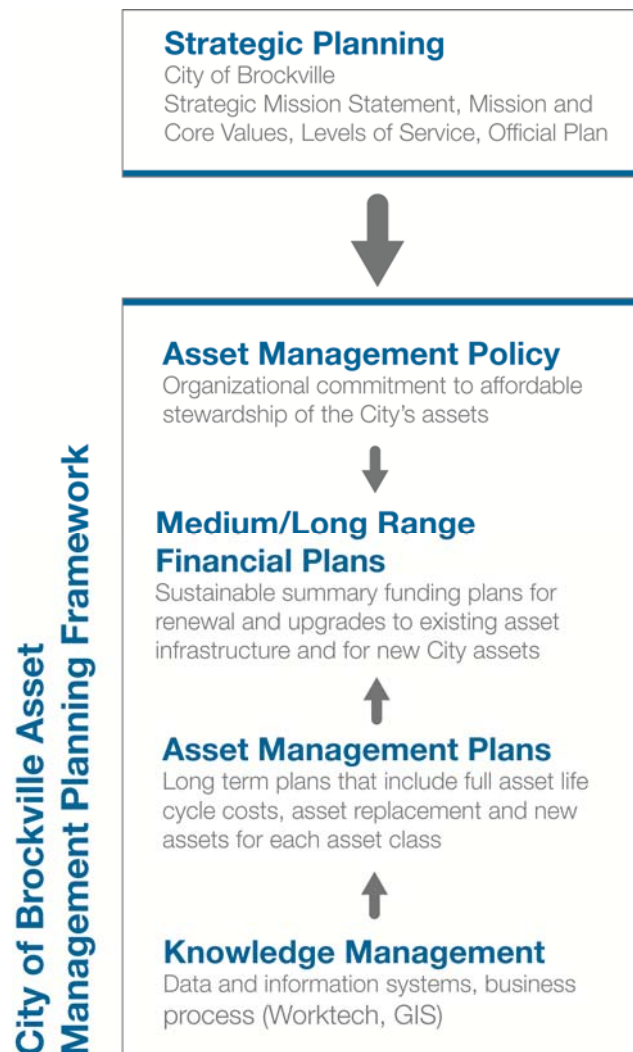 Strategic Planning
City of Brockville
Strategic Mission Statement, Mission and
Core Values, Levels of Service, Official Plan
City of Brockville Asset
Management Planning Framework
Asset Management Policy
Organizational commitment to affordable
stewardship of the City's assets
Medium/Long Range
Financial Plans
Sustainable summary funding plans for
renewal and upgrades to existing asset
infrastructure and for new City assets
Asset Management Plans
Long term plans that include full asset life
cycle costs, asset replacement and new
assets for each asset class
Knowledge Management
Data and information systems, business
process (Worktech, GIS)